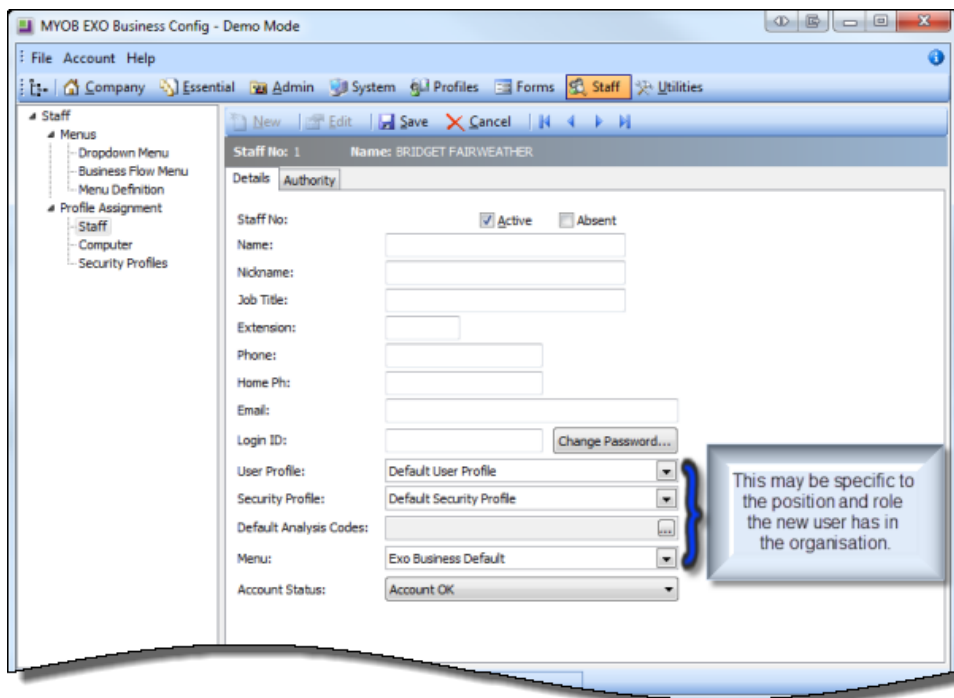 MYOB EXO Business Config - Demo Mode
File Account Help
Company Essential Admin System Profiles Forms Staff Utilities
Staff
Menus
Dropdown Menu
Business Flow Menu
Menu Definition
Profile Assignment
Staff
Computer
Security Profiles
New Edit Save Cancel
Staff No: 1 Name: BRIDGET FAIRWEATHER
Details Authority
Staff No: Active Absent
Name:
Nickname:
Job Title:
Extension:
Phone:
Home Ph:
Email:
Login ID: Change Password...
User Profile: Default User Profile
Security Profile: Default Security Profile
Default Analysis Codes: ...
Menu: Exo Business Default
Account Status: Account OK
This may be specific to
the position and role
the new user has in
the organisation.